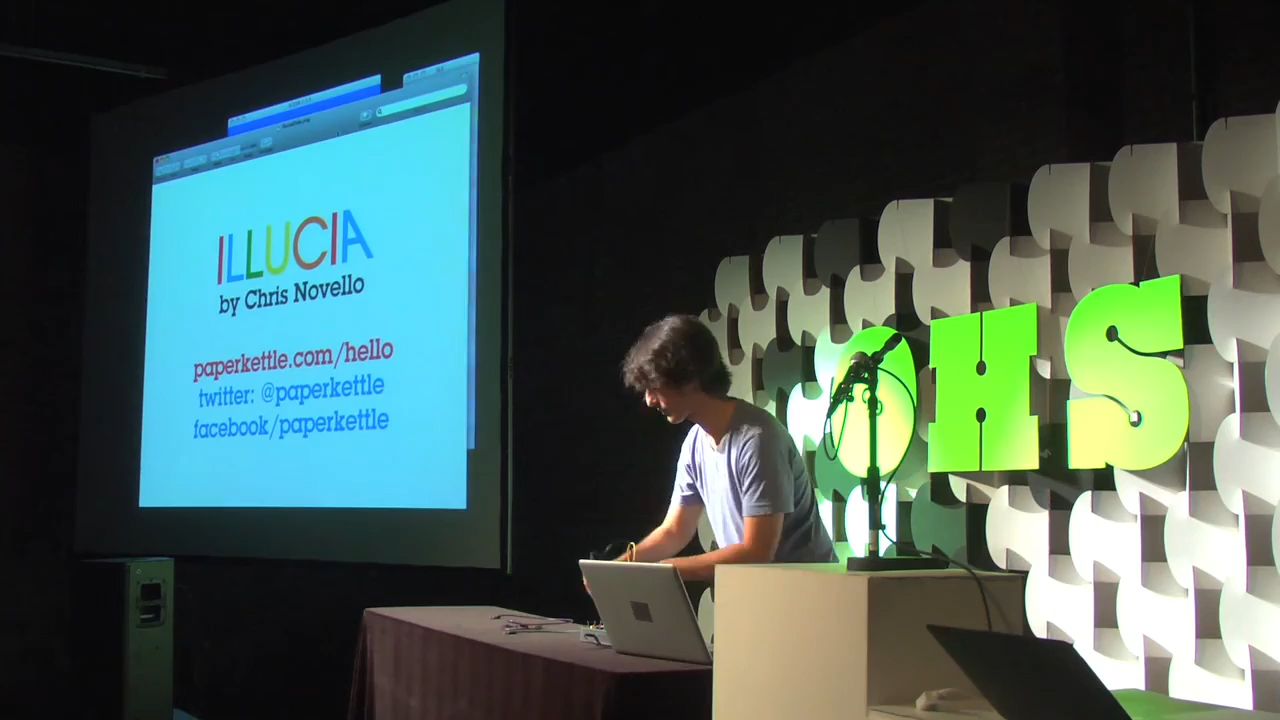 ILLUCIA
by Chris Novello
paperkettle.com/hello
twitter: @paperkettle
facebook/paperkettle
OHS